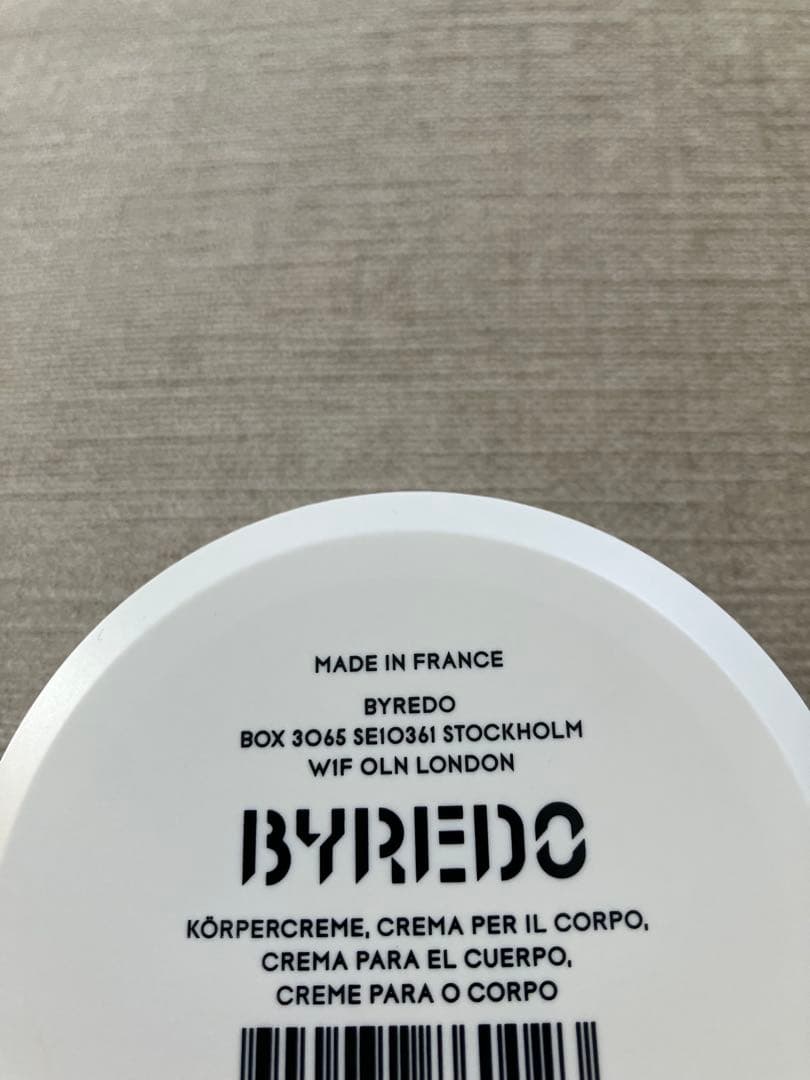 MADE IN FRANCE
BYREDO
BOX 3065 SE10361 STOCKHOLM
W1F OLN LONDON
BYREDO
KÖRPERCREME, CREMA PER IL CORPO,
CREMA PARA EL CUERPO,
CREME PARA O CORPO